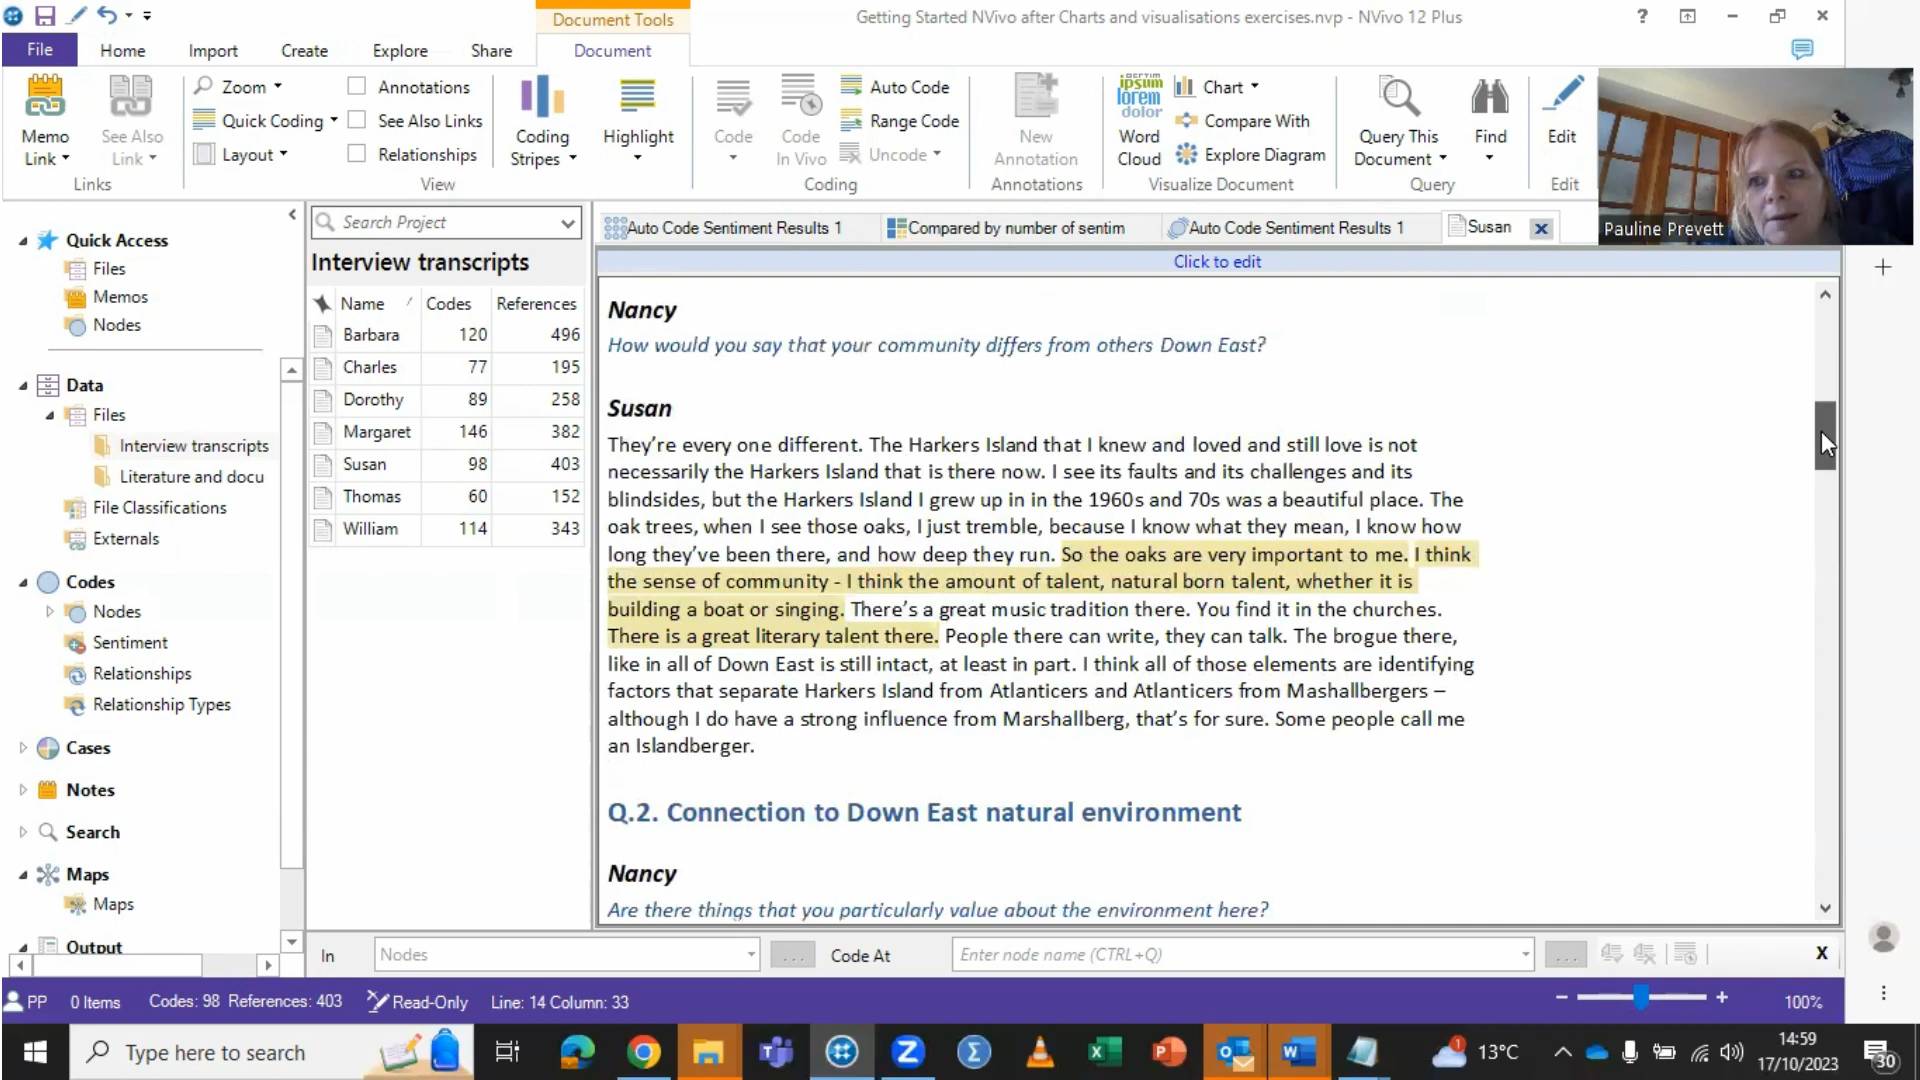 Document Tools
Getting Started NVivo after Charts and visualisations exercises.nvp - NVivo 12 Plus
?
File
Home
Import
Create
Explore
Share
Document
Memo Link
See Also Link
Links
Zoom
Quick Coding
Layout
Annotations
See Also Links
Relationships
View
Coding Stripes
Highlight
Code
Code In Vivo
Auto Code
Range Code
Uncode
Coding
New Annotation
Annotations
Word Cloud
Chart
Compare With
Explore Diagram
Visualize Document
Query This Document
Find
Query
Edit
Edit
Pauline Prevett
Quick Access
Files
Memos
Nodes
Data
Files
Interview transcripts
Literature and docu
File Classifications
Externals
Codes
Nodes
Sentiment
Relationships
Relationship Types
Cases
Notes
Search
Maps
Maps
Output
Search Project
Interview transcripts
Name Codes References
Barbara 120 496
Charles 77 195
Dorothy 89 258
Margaret 146 382
Susan 98 403
Thomas 60 152
William 114 343
Auto Code Sentiment Results 1
Compared by number of sentim
Auto Code Sentiment Results 1
Susan
Click to edit
Nancy
How would you say that your community differs from others Down East?
Susan
They’re every one different. The Harkers Island that I knew and loved and still love is not
necessarily the Harkers Island that is there now. I see its faults and its challenges and its
blindsides, but the Harkers Island I grew up in in the 1960s and 70s was a beautiful place. The
oak trees, when I see those oaks, I just tremble, because I know what they mean, I know how
long they’ve been there, and how deep they run. So the oaks are very important to me. I think
the sense of community - I think the amount of talent, natural born talent, whether it is
building a boat or singing. There’s a great music tradition there. You find it in the churches.
There is a great literary talent there. People there can write, they can talk. The brogue there,
like in all of Down East is still intact, at least in part. I think all of those elements are identifying
factors that separate Harkers Island from Atlanticers and Atlanticers from Mashallbergers –
although I do have a strong influence from Marshallberg, that’s for sure. Some people call me
an Islandberger.
Q.2. Connection to Down East natural environment
Nancy
Are there things that you particularly value about the environment here?
In
Nodes
...
Code At
Enter node name (CTRL+Q)
...
X
PP
0 Items
Codes: 98 References: 403
Read-Only
Line: 14 Column: 33
100%
Type here to search
13°C
14:59
17/10/2023
30